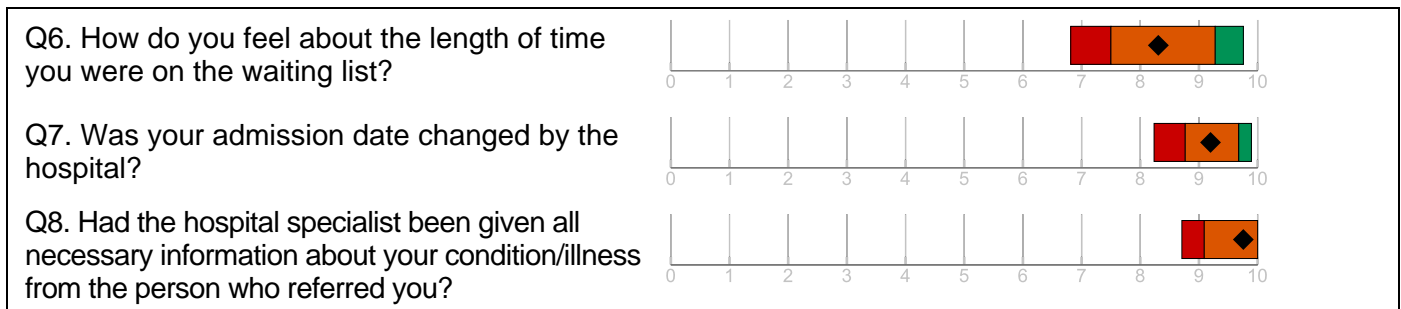 Q6. How do you feel about the length of time
you were on the waiting list?
0 1 2 3 4 5 6 7 8 9 10
Q7. Was your admission date changed by the
hospital?
0 1 2 3 4 5 6 7 8 9 10
Q8. Had the hospital specialist been given all
necessary information about your condition/illness
from the person who referred you?
0 1 2 3 4 5 6 7 8 9 10